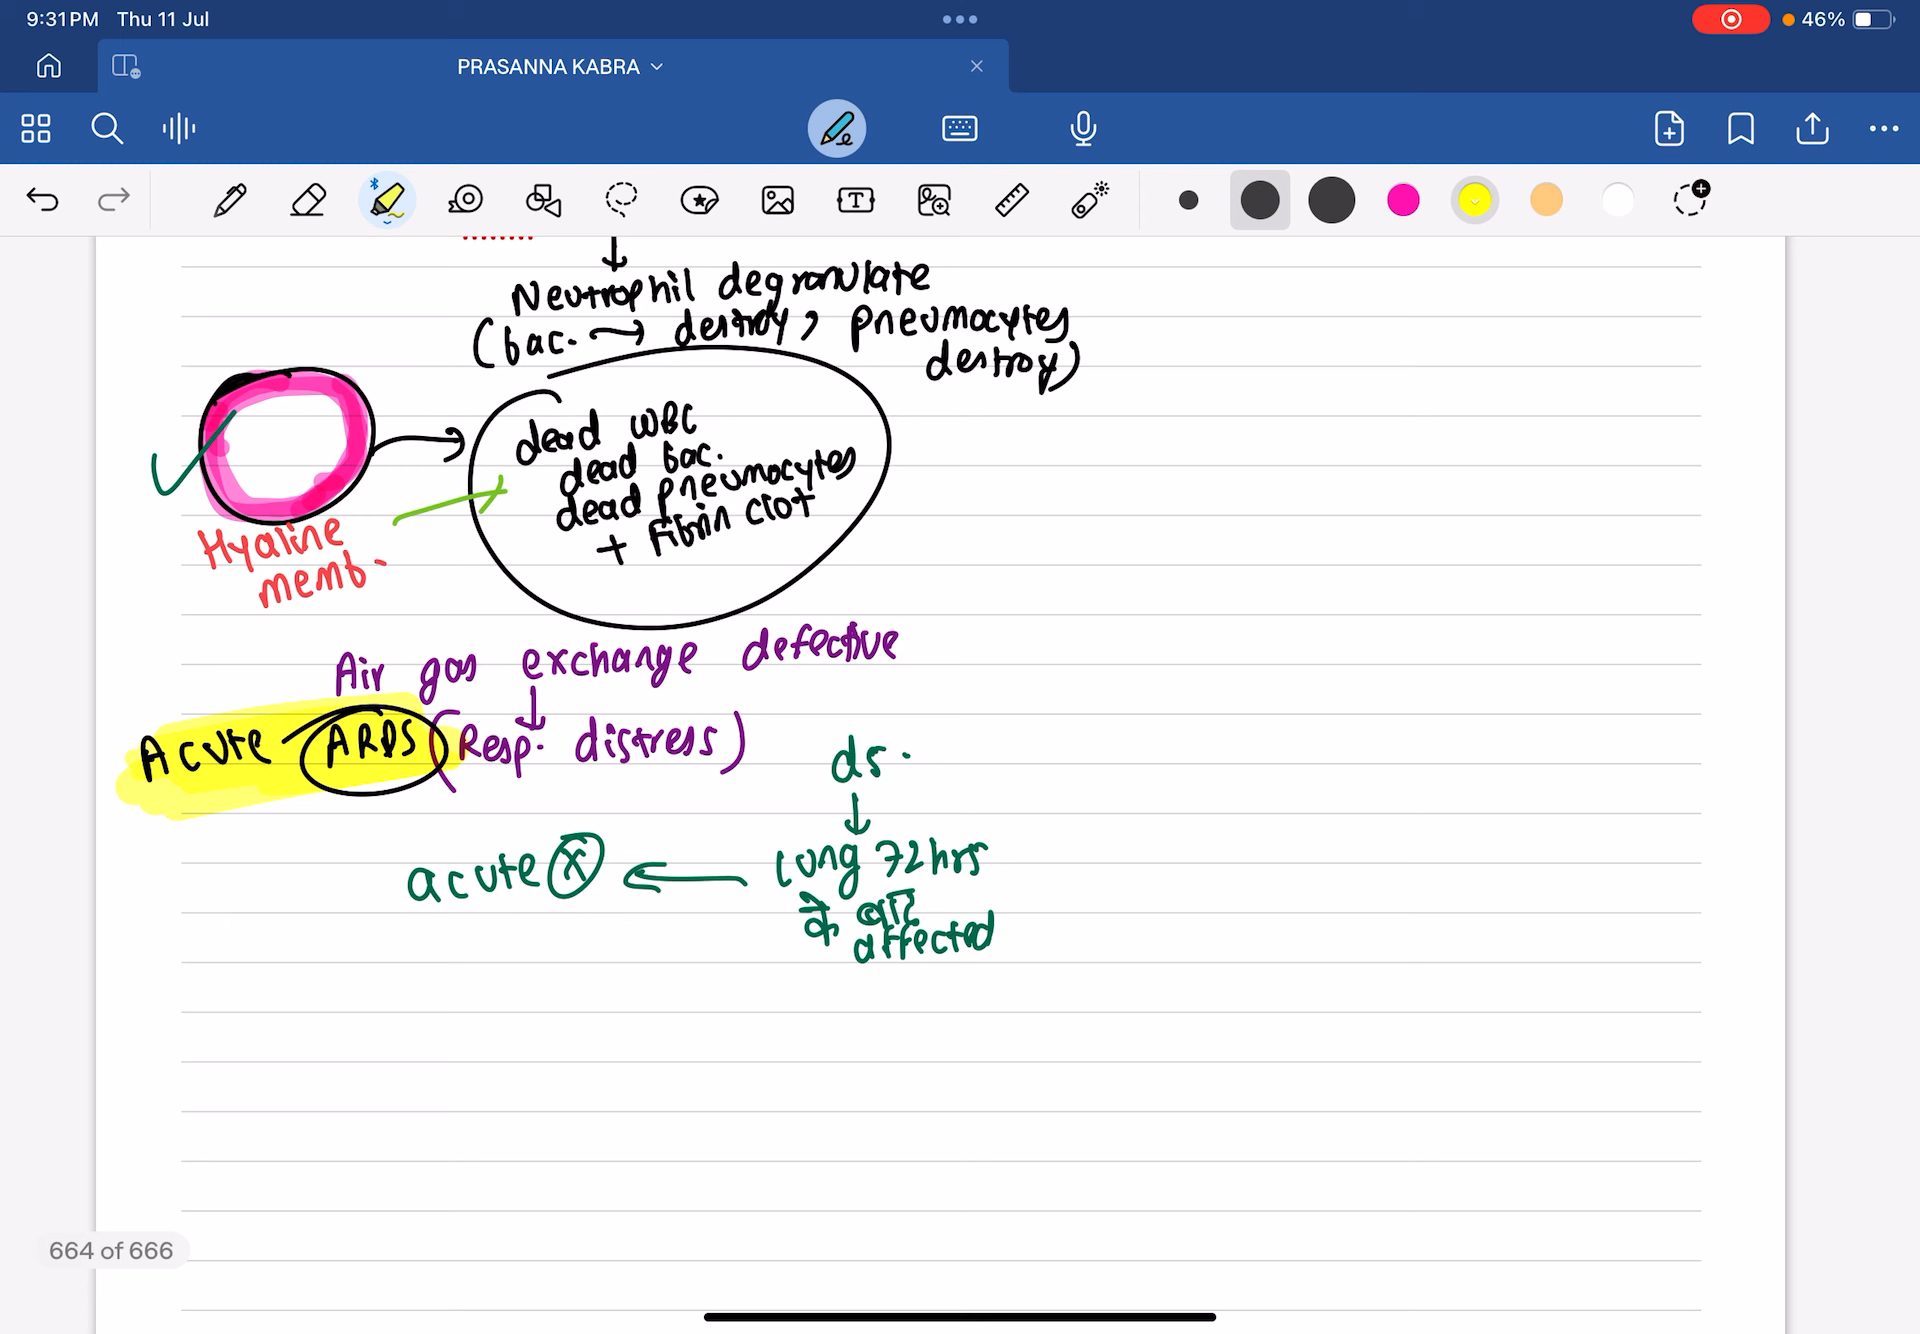 9:31PM Thu 11 Jul
46%
PRASANNA KABRA
Neutrophil degranulate
(bac. → destroy, pneumocytes
destroy)
dead WBC
dead bac.
dead pneumocytes
+ Fibrin clot
Hyaline
memb.
Air gas exchange defective
↓
Acute ARDS (Resp. distress)
ds.
↓
acute ⓧ ← Lung 72hrs
के बाद
affected
664 of 666